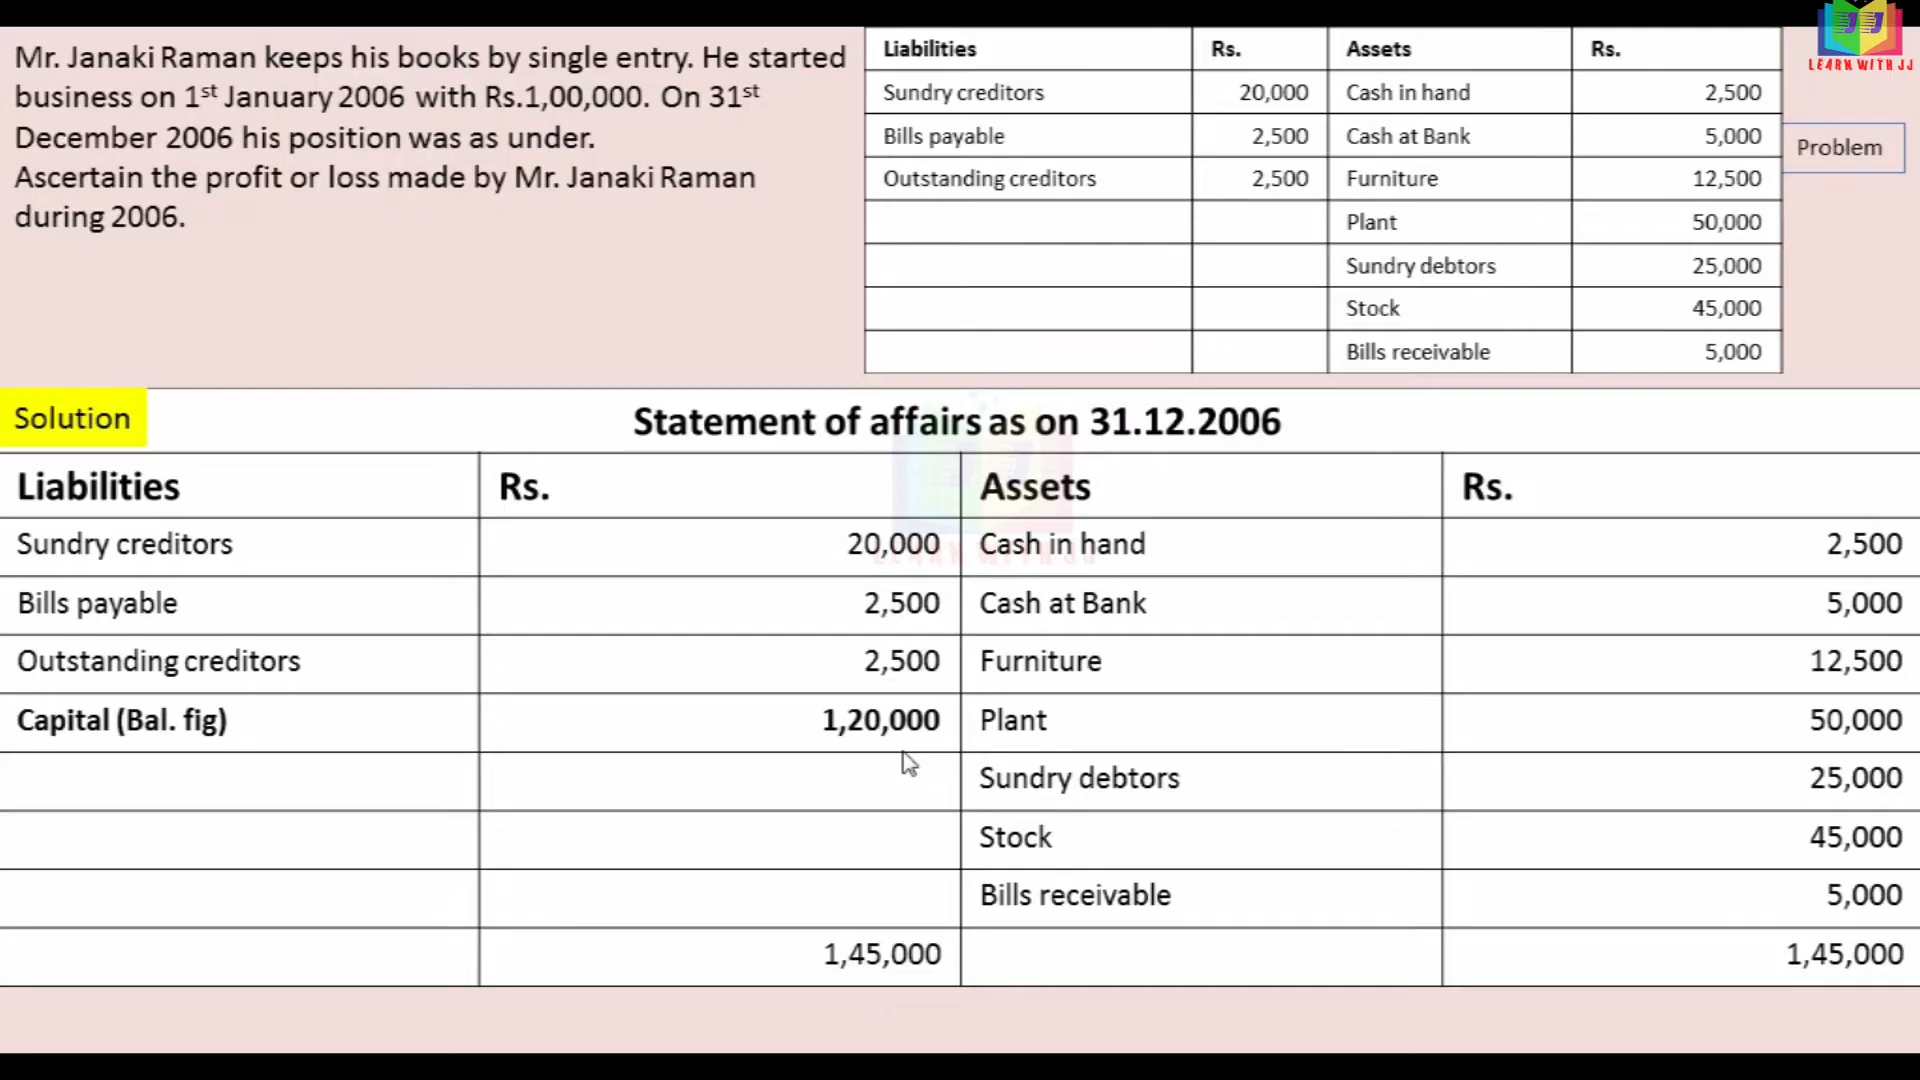 Mr. Janaki Raman keeps his books by single entry. He started
business on 1st January 2006 with Rs.1,00,000. On 31st
December 2006 his position was as under.
Ascertain the profit or loss made by Mr. Janaki Raman
during 2006.
Liabilities Rs. Assets Rs.
Sundry creditors 20,000 Cash in hand 2,500
Bills payable 2,500 Cash at Bank 5,000
Outstanding creditors 2,500 Furniture 12,500
Plant 50,000
Sundry debtors 25,000
Stock 45,000
Bills receivable 5,000
JJ
LEARN WITH JJ
Problem
Solution
Statement of affairs as on 31.12.2006
Liabilities Rs. Assets Rs.
Sundry creditors 20,000 Cash in hand 2,500
Bills payable 2,500 Cash at Bank 5,000
Outstanding creditors 2,500 Furniture 12,500
Capital (Bal. fig) 1,20,000 Plant 50,000
Sundry debtors 25,000
Stock 45,000
Bills receivable 5,000
1,45,000 1,45,000
JJ
LEARN WITH JJ